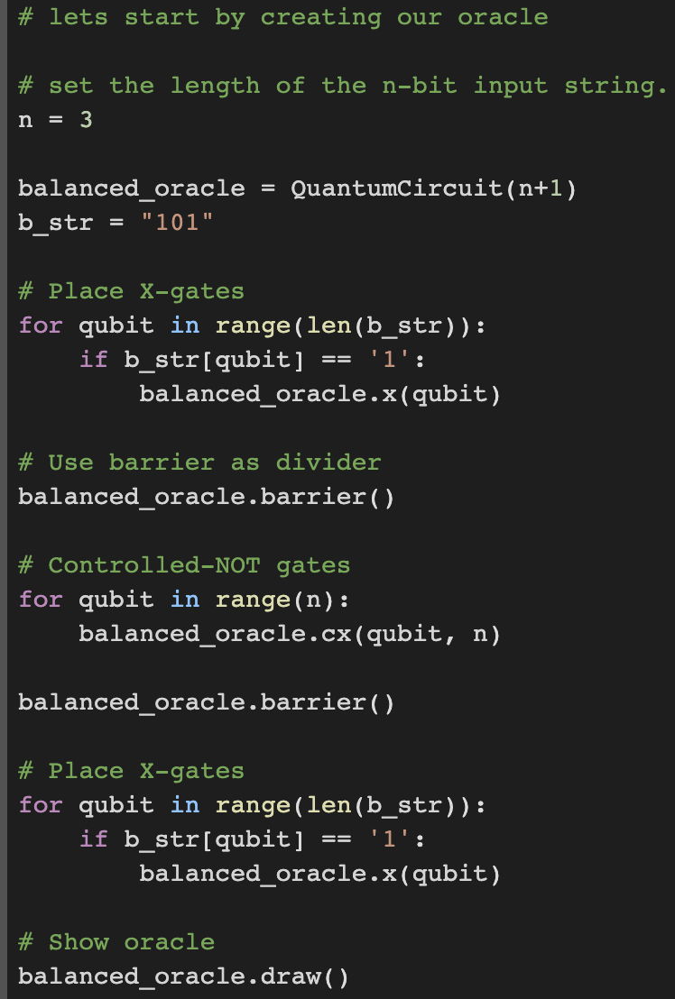 # lets start by creating our oracle
# set the length of the n-bit input string.
n = 3
balanced_oracle = QuantumCircuit(n+1)
b_str = "101"
# Place X-gates
for qubit in range(len(b_str)):
    if b_str[qubit] == '1':
        balanced_oracle.x(qubit)
# Use barrier as divider
balanced_oracle.barrier()
# Controlled-NOT gates
for qubit in range(n):
    balanced_oracle.cx(qubit, n)
balanced_oracle.barrier()
# Place X-gates
for qubit in range(len(b_str)):
    if b_str[qubit] == '1':
        balanced_oracle.x(qubit)
# Show oracle
balanced_oracle.draw()